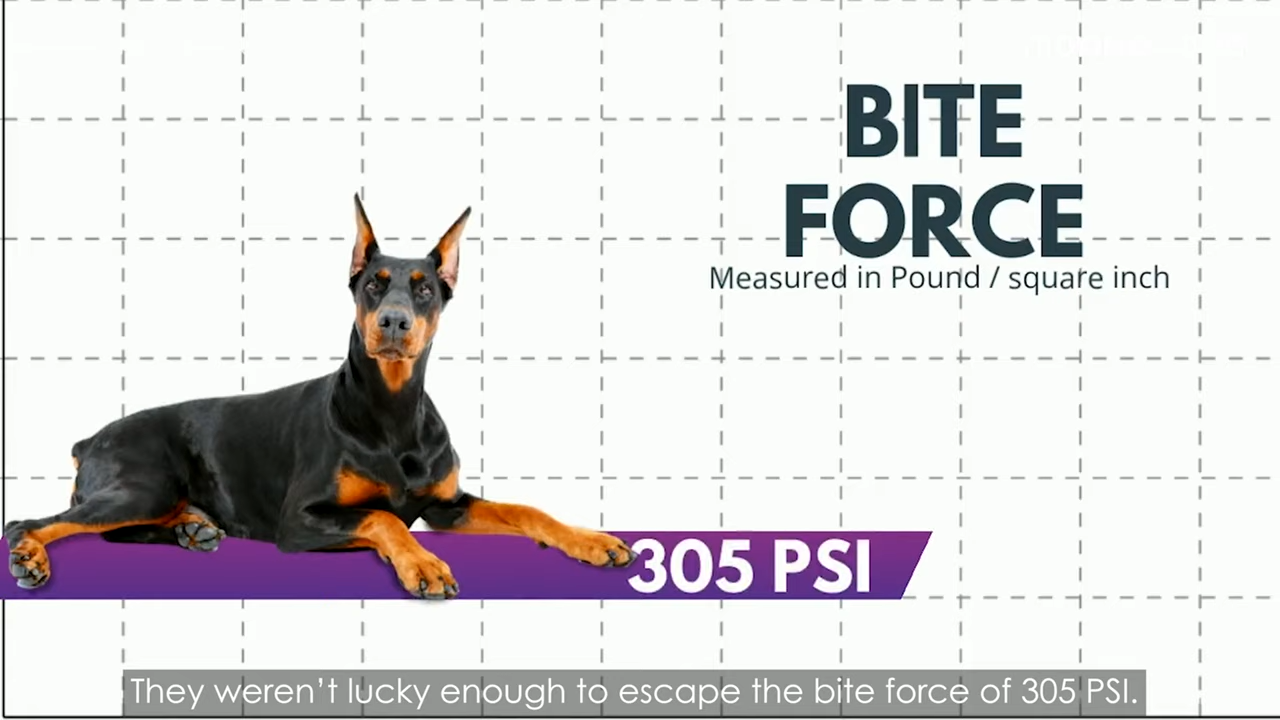 BITE
FORCE
Measured in Pound / square inch
305 PSI
They weren't lucky enough to escape the bite force of 305 PSI.